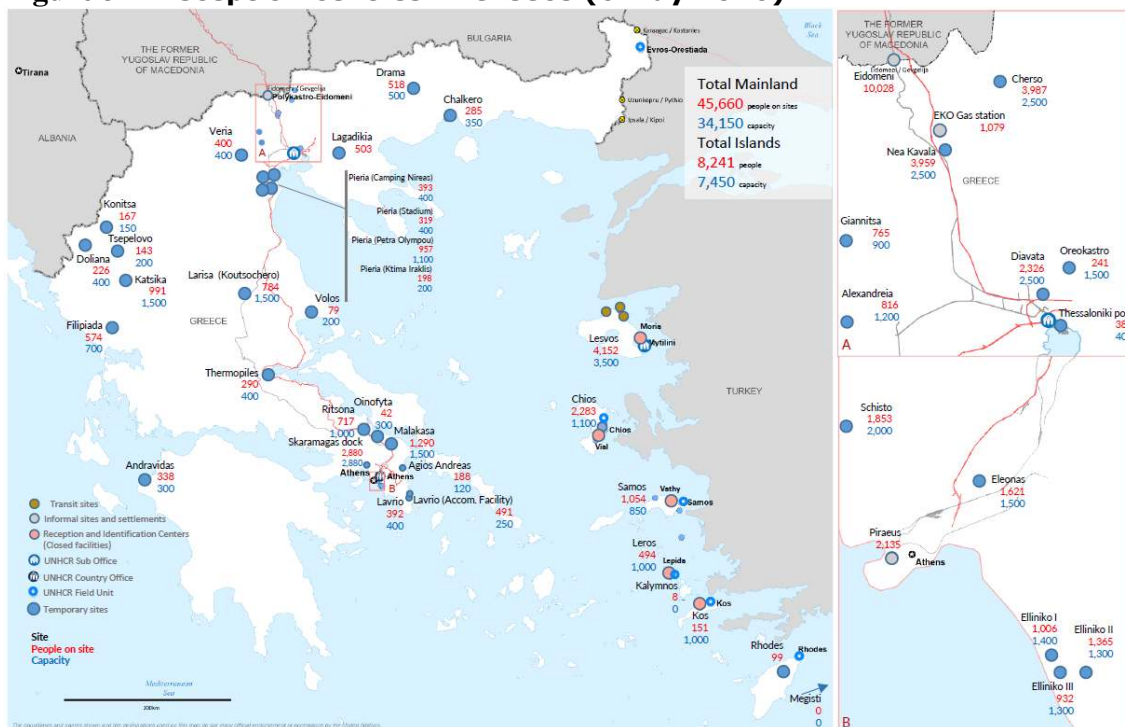 Black
Sea
BULGARIA
THE FORMER
YUGOSLAV REPUBLIC
OF MACEDONIA
Tirana
ALBANIA
Evros-Orestiada
Eidomeni / Gevgelija
Polykastro-Eidomeni
Drama
518
500
Chalkero
285
350
Total Mainland
45,660 people on sites
34,150 capacity
Total Islands
8,241 people
7,450 capacity
Veria
400
400
A
Lagadikia
503
Pieria (Camping Nireas)
393
400
Pieria (Stadium)
319
400
Pieria (Petra Olympou)
957
1,100
Pieria (Ktima Iraklis)
198
200
Konitsa
167
150
Tsepelovo
143
200
Doliana
226
400
Katsika
991
1,500
Larisa (Koutsochero)
784
1,500
Volos
79
200
GREECE
Filipiada
574
700
Thermopiles
290
400
Moria
Mytilini
Lesvos
4,152
3,500
TURKEY
Chios
2,283
1,100
Chios
Vial
Ritsona
717
1,000
Oinofyta
42
300
Malakasa
1,290
1,500
Skaramagas dock
2,880
2,880
Athens
Athens
B
Agios Andreas
188
120
Lavrio
392
400
Lavrio (Accom. Facility)
491
250
Andravidas
338
300
Samos
1,054
850
Vathy
Samos
Leros
494
1,000
Lepida
Kalymnos
8
0
Kos
151
1,000
Kos
Rhodes
99
Rhodes
Megisti
0
0
Transit sites
Informal sites and settlements
Reception and Identification Centers
(Closed facilities)
UNHCR Sub Office
UNHCR Country Office
UNHCR Field Unit
Temporary sites
Site
People on site
Capacity
Mediterranean
Sea
200km
THE FORMER
YUGOSLAV REPUBLIC
OF MACEDONIA
Eidomeni
10,028
Cherso
3,987
2,500
EKO Gas station
1,079
Nea Kavala
3,959
2,500
GREECE
Giannitsa
765
900
Diavata
2,326
2,500
Oreokastro
241
1,500
Alexandreia
816
1,200
Thessaloniki po
38
40
A
Schisto
1,853
2,000
Eleonas
1,621
1,500
Piraeus
2,135
Athens
Elliniko I
1,006
1,400
Elliniko II
1,365
1,300
Elliniko III
932
1,300
B